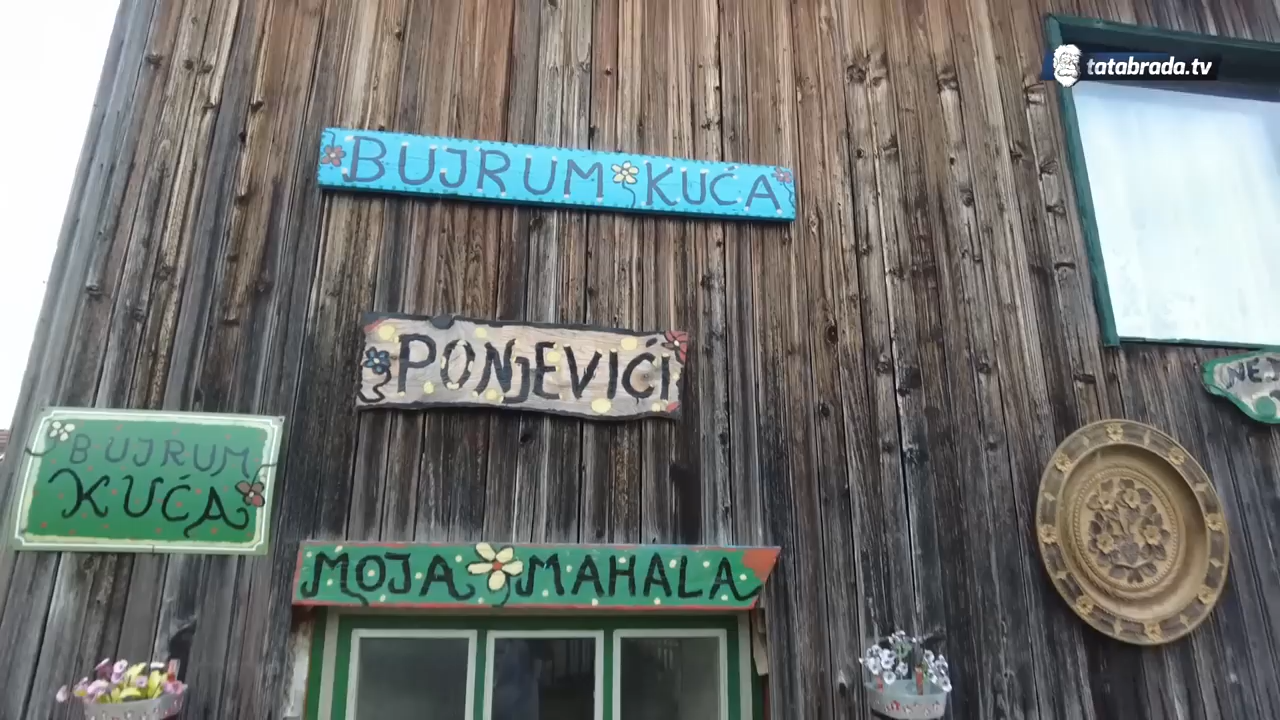 tatabrada.tv
BUJRUM KUĆA
PONJEVIĆI
BUJRUM
KUĆA
MOJA MAHALA